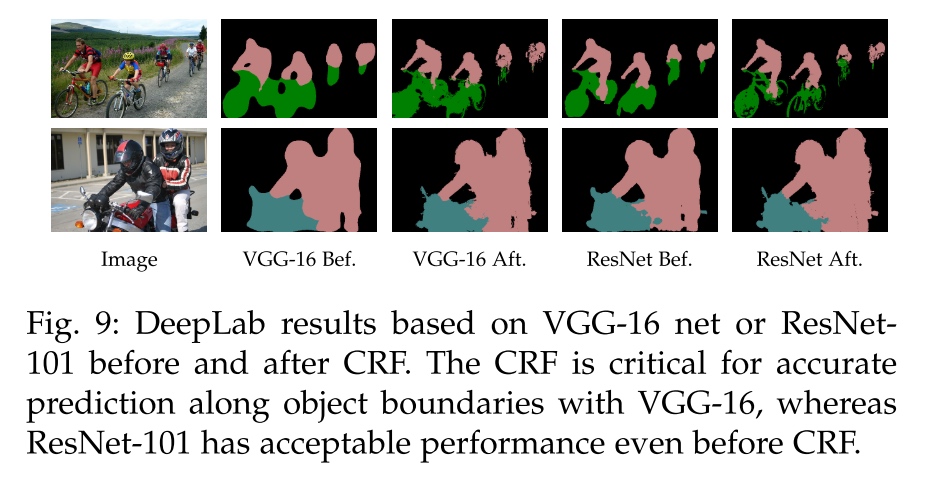 Image VGG-16 Bef. VGG-16 Aft. ResNet Bef. ResNet Aft.
Fig. 9: DeepLab results based on VGG-16 net or ResNet-
101 before and after CRF. The CRF is critical for accurate
prediction along object boundaries with VGG-16, whereas
ResNet-101 has acceptable performance even before CRF.